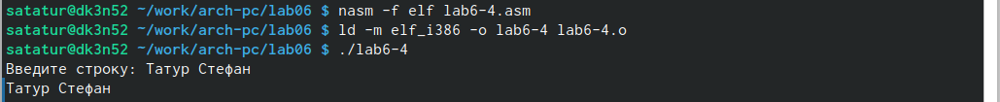 satatur@dk3n52 ~/work/arch-pc/lab06 $ nasm -f elf lab6-4.asm
satatur@dk3n52 ~/work/arch-pc/lab06 $ ld -m elf_i386 -o lab6-4 lab6-4.o
satatur@dk3n52 ~/work/arch-pc/lab06 $ ./lab6-4
Введите строку: Татур Стефан
Татур Стефан